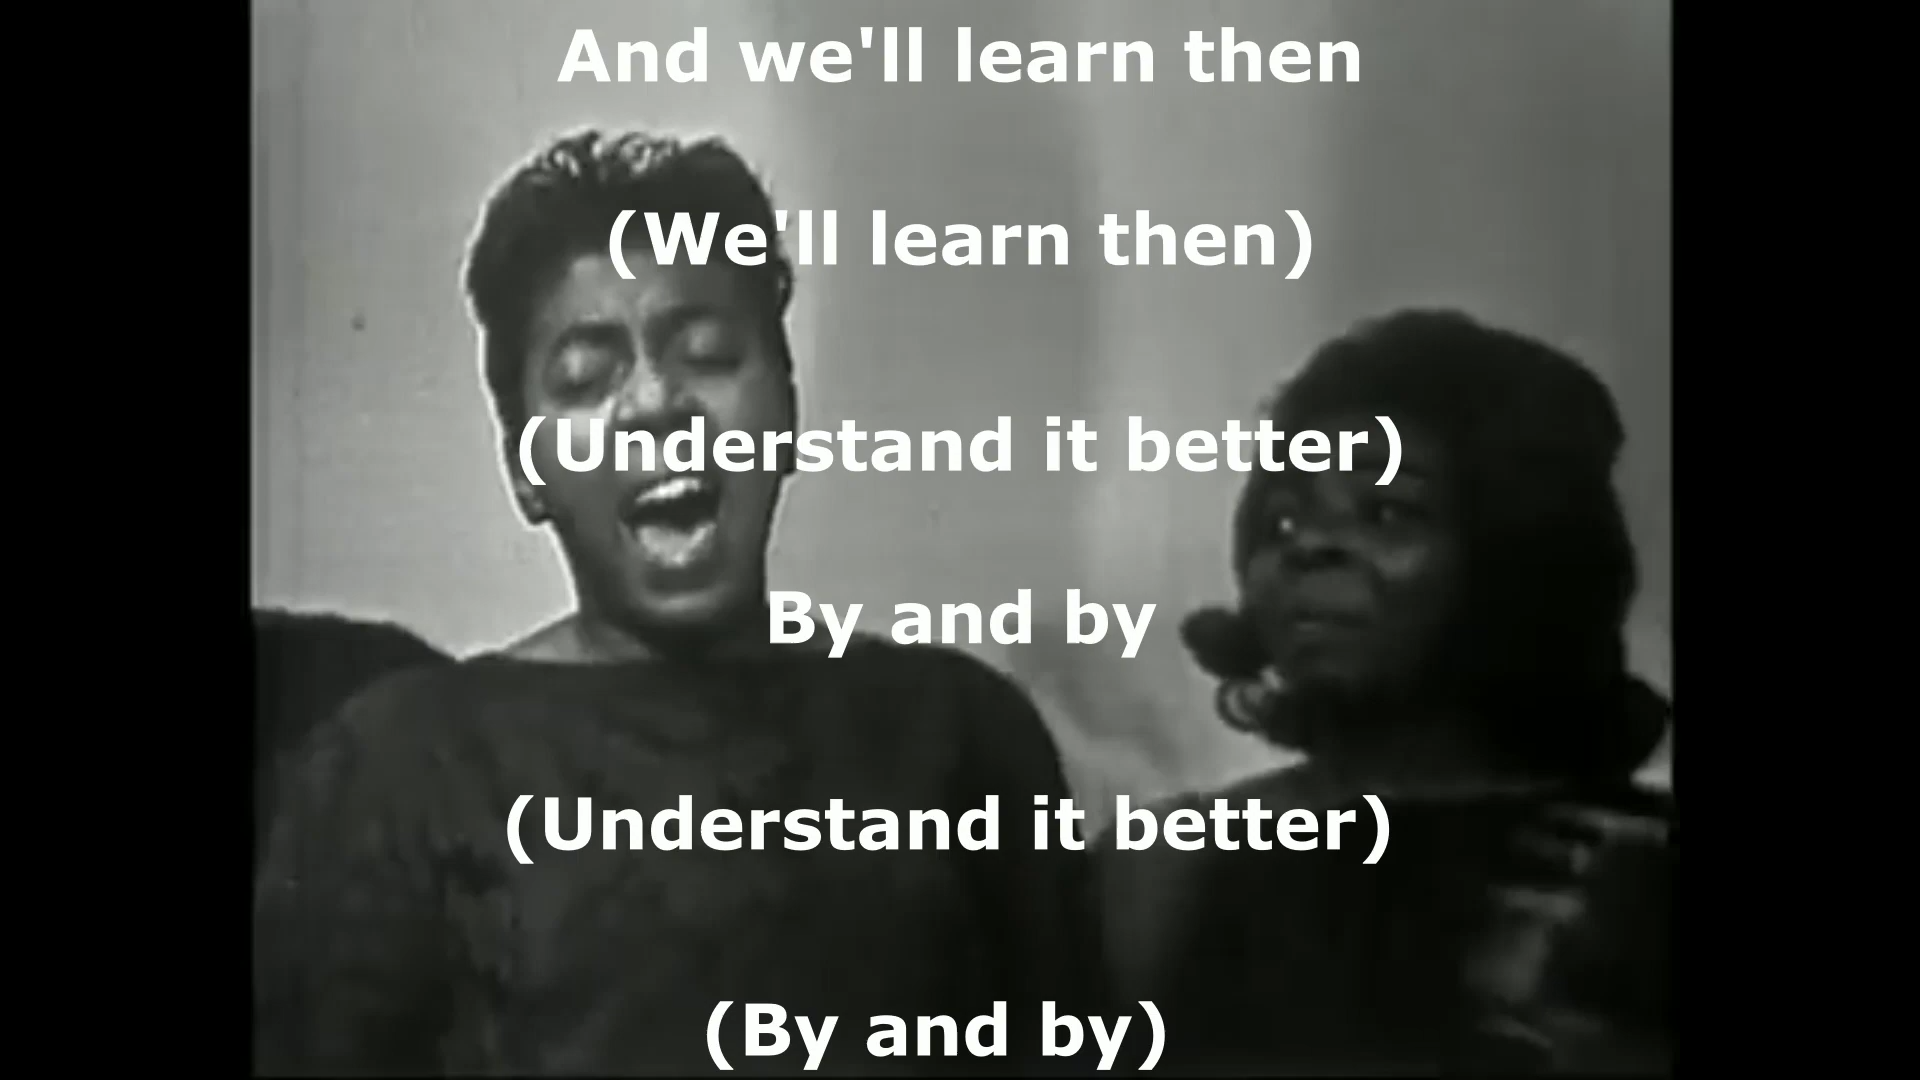 And we'll learn then
(We'll learn then)
(Understand it better)
By and by
(Understand it better)
(By and by)